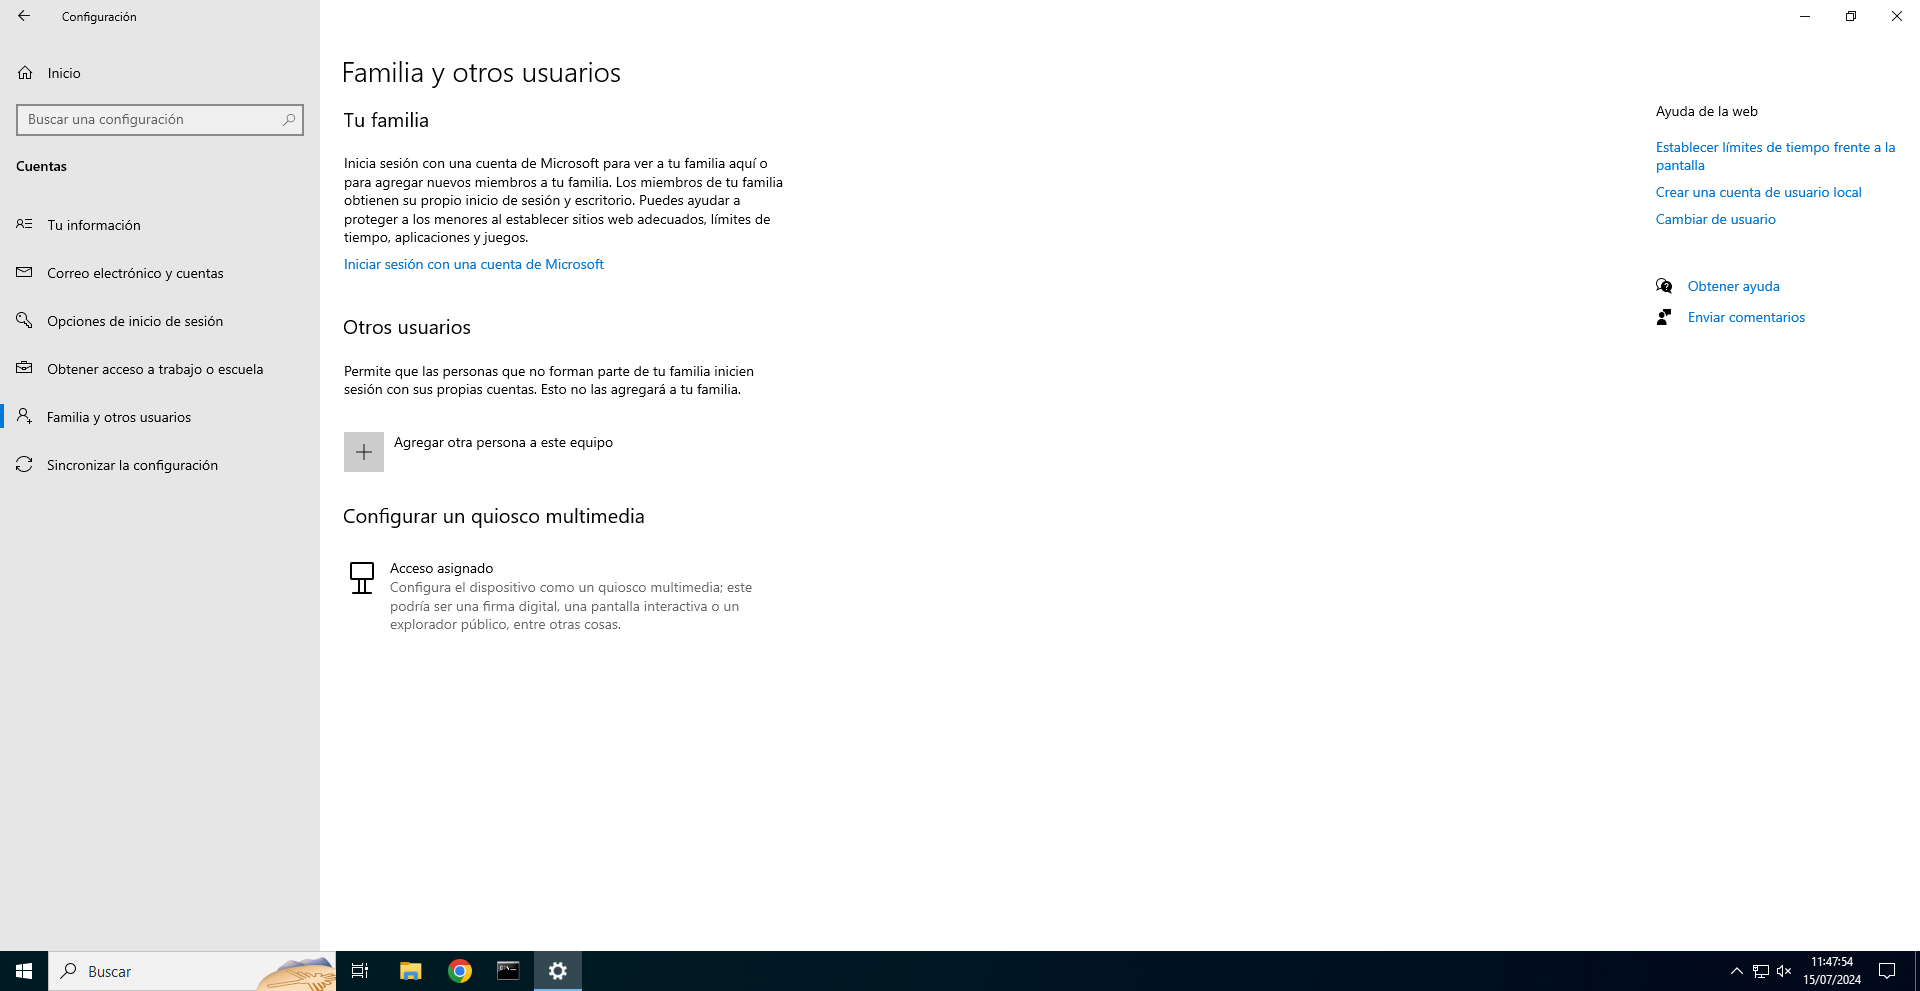 Configuración
Inicio
Buscar una configuración
Cuentas
Tu información
Correo electrónico y cuentas
Opciones de inicio de sesión
Obtener acceso a trabajo o escuela
Familia y otros usuarios
Sincronizar la configuración
Familia y otros usuarios
Tu familia
Inicia sesión con una cuenta de Microsoft para ver a tu familia aquí o
para agregar nuevos miembros a tu familia. Los miembros de tu familia
obtienen su propio inicio de sesión y escritorio. Puedes ayudar a
proteger a los menores al establecer sitios web adecuados, límites de
tiempo, aplicaciones y juegos.
Iniciar sesión con una cuenta de Microsoft
Otros usuarios
Permite que las personas que no forman parte de tu familia inicien
sesión con sus propias cuentas. Esto no las agregará a tu familia.
Agregar otra persona a este equipo
Configurar un quiosco multimedia
Acceso asignado
Configura el dispositivo como un quiosco multimedia; este
podría ser una firma digital, una pantalla interactiva o un
explorador público, entre otras cosas.
Ayuda de la web
Establecer límites de tiempo frente a la
pantalla
Crear una cuenta de usuario local
Cambiar de usuario
Obtener ayuda
Enviar comentarios
Buscar
11:47:54
15/07/2024